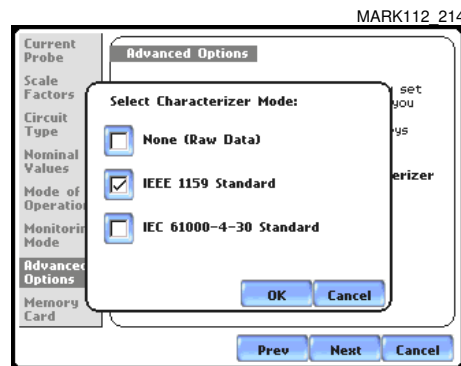 MARK112_214
Current
Probe
Scale
Factors
Circuit
Type
Nominal
Values
Mode of
Operation
Monitorin
Mode
Advanced
Options
Memory
Card
Advanced Options
set
you
ys
erizer
Select Characterizer Mode:
None (Raw Data)
IEEE 1159 Standard
IEC 61000-4-30 Standard
OK Cancel
Prev Next Cancel